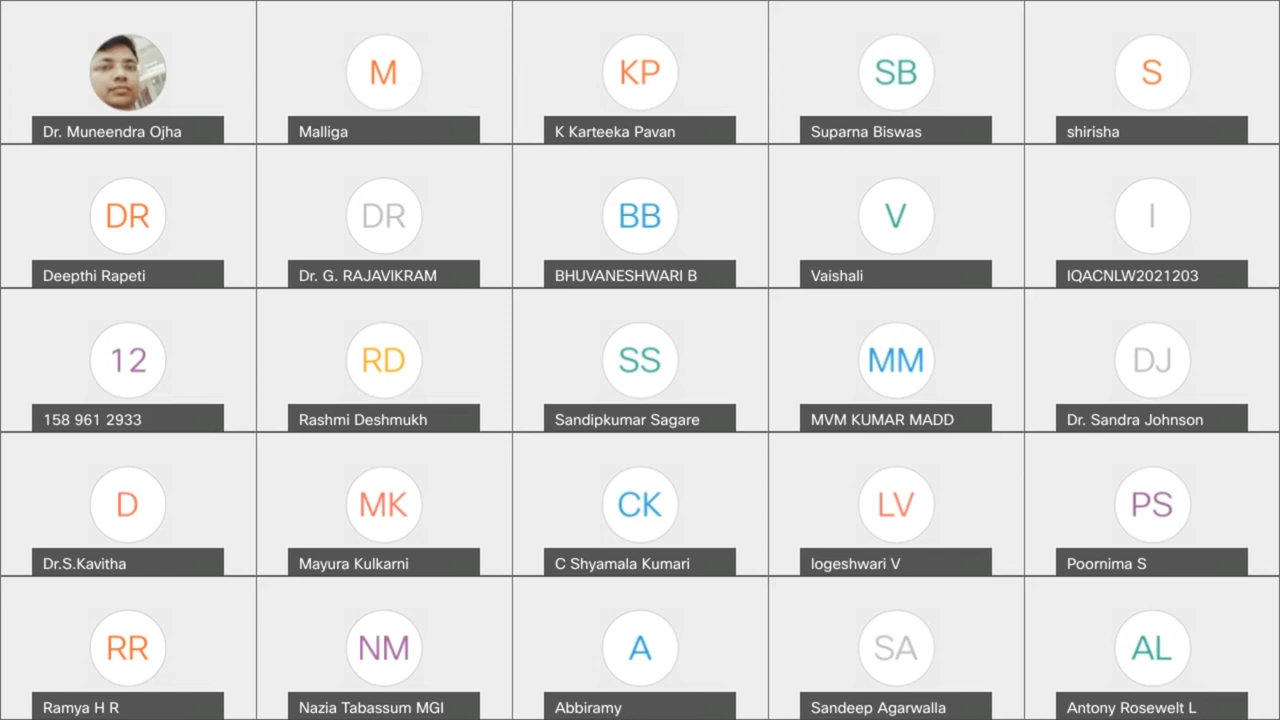 Dr. Muneendra Ojha
M
Malliga
KP
K Karteeka Pavan
SB
Suparna Biswas
S
shirisha
DR
Deepthi Rapeti
DR
Dr. G. RAJAVIKRAM
BB
BHUVANESHWARI B
V
Vaishali
I
IQACNLW2021203
12
158 961 2933
RD
Rashmi Deshmukh
SS
Sandipkumar Sagare
MM
MVM KUMAR MADD
DJ
Dr. Sandra Johnson
D
Dr.S.Kavitha
MK
Mayura Kulkarni
CK
C Shyamala Kumari
LV
logeshwari V
PS
Poornima S
RR
Ramya H R
NM
Nazia Tabassum MGI
A
Abbiramy
SA
Sandeep Agarwalla
AL
Antony Rosewelt L